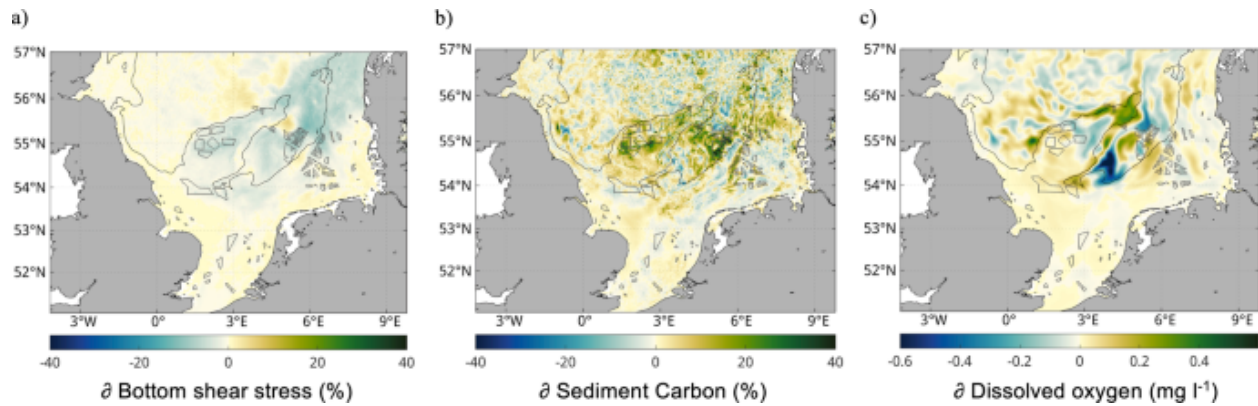 a)
57°N
56°N
55°N
54°N
53°N
52°N
3°W 0° 3°E 6°E 9°E
-40 -20 0 20 40
∂ Bottom shear stress (%)
b)
57°N
56°N
55°N
54°N
53°N
52°N
3°W 0° 3°E 6°E 9°E
-40 -20 0 20 40
∂ Sediment Carbon (%)
c)
57°N
56°N
55°N
54°N
53°N
52°N
3°W 0° 3°E 6°E 9°E
-0.6 -0.4 -0.2 0 0.2 0.4
∂ Dissolved oxygen (mg l⁻¹)